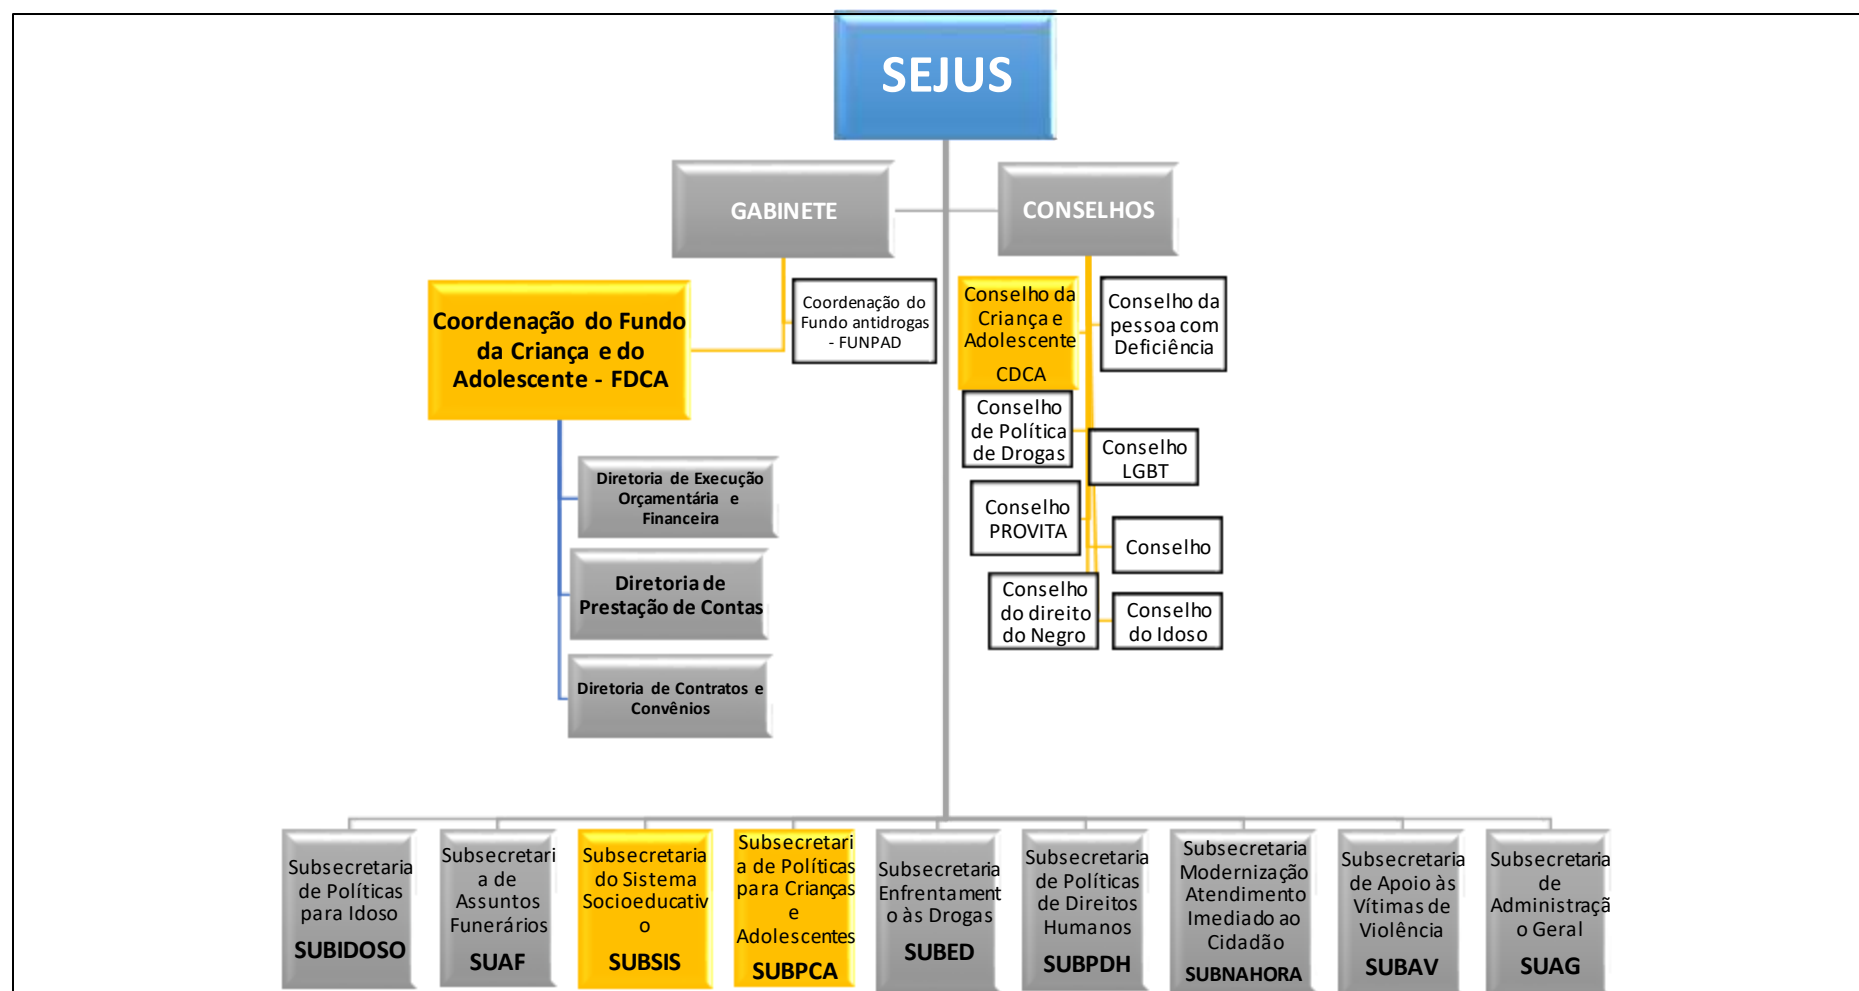 SEJUS
GABINETE
CONSELHOS
Coordenação do Fundo
da Criança e do
Adolescente - FDCA
Coordenação do
Fundo antidrogas
- FUNPAD
Conselho da
Criança e
Adolescente
CDCA
Conselho da
pessoa com
Deficiência
Conselho
de Política
de Drogas
Conselho
LGBT
Conselho
PROVITA
Conselho
Conselho
do direito
do Negro
Conselho
do Idoso
Diretoria de Execução
Orçamentária e
Financeira
Diretoria de
Prestação de Contas
Diretoria de Contratos e
Convênios
Subsecretaria
de Políticas
para Idoso
SUBIDOSO
Subsecretari
a de
Assuntos
Funerários
SUAF
Subsecretaria
do Sistema
Socioeducativ
o
SUBSIS
Subsecretari
a de Políticas
para Crianças
e
Adolescentes
SUBPCA
Subsecretaria
Enfrentament
o às Drogas
SUBED
Subsecretaria
de Políticas
de Direitos
Humanos
SUBPDH
Subsecretaria
Modernização
Atendimento
Imediado ao
Cidadão
SUBNAHORA
Subsecretaria
de Apoio às
Vítimas de
Violência
SUBAV
Subsecretaria
de
Administraçã
o Geral
SUAG